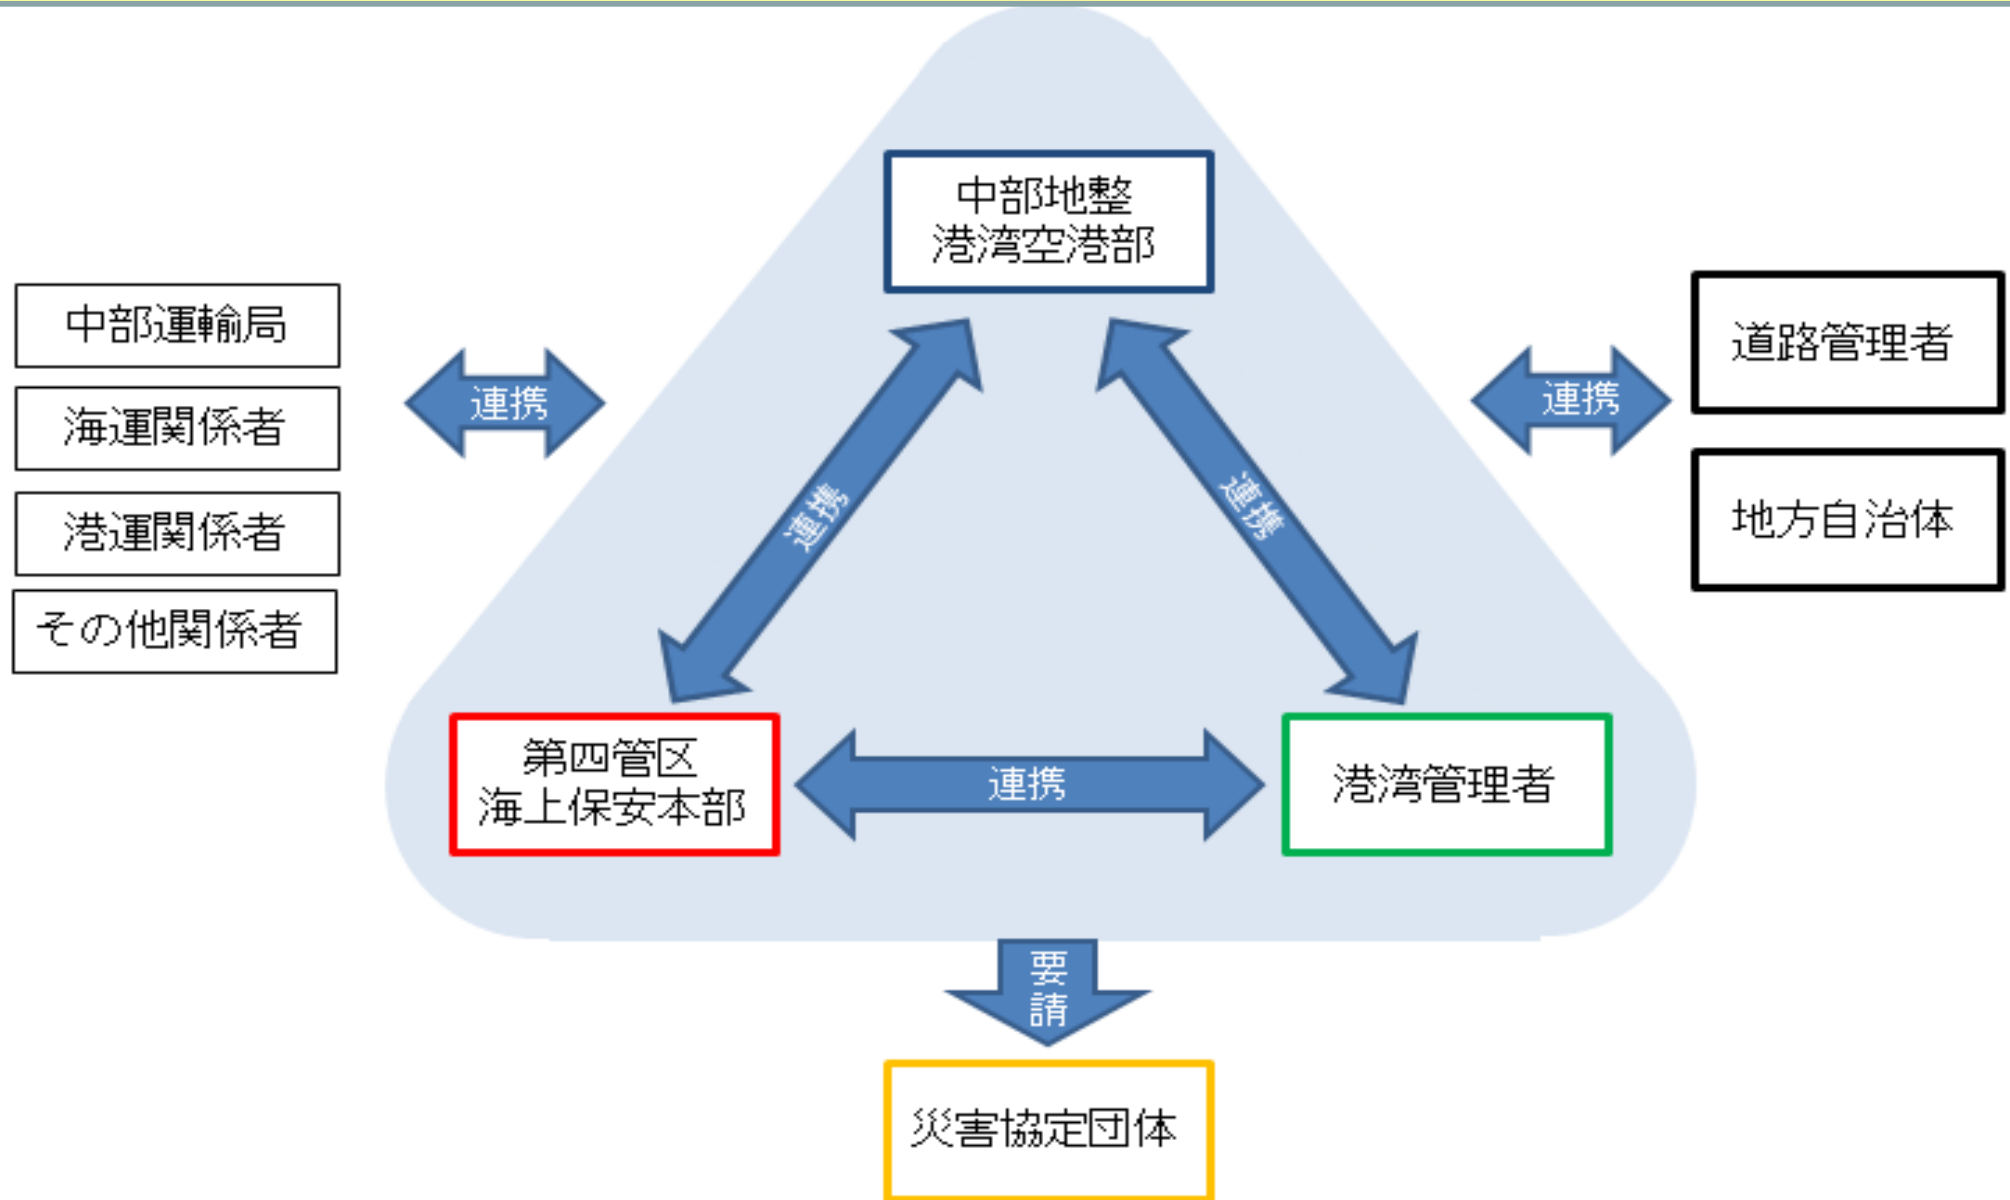 中部地整
港湾空港部
中部運輸局
海運関係者
港運関係者
その他関係者
連携
連携
道路管理者
地方自治体
連携
連携
第四管区
海上保安本部
連携
港湾管理者
要
請
災害協定団体